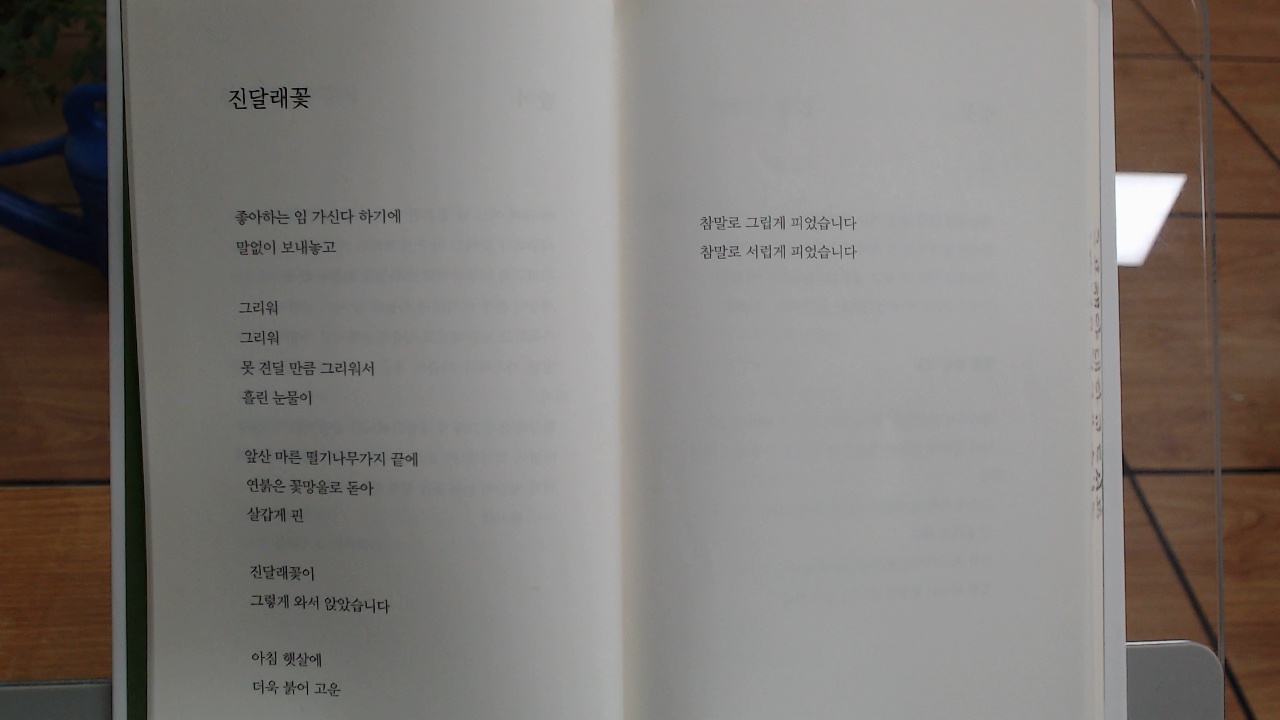 진달래꽃
좋아하는 임 가신다 하기에
말없이 보내놓고
그리워
그리워
못 견딜 만큼 그리워서
흘린 눈물이
앞산 마른 떨기나무가지 끝에
연붉은 꽃망울로 돋아
살갑게 핀
진달래꽃이
그렇게 와서 앉았습니다
아침 햇살에
더욱 붉어 고운
참말로 그립게 피었습니다
참말로 서럽게 피었습니다